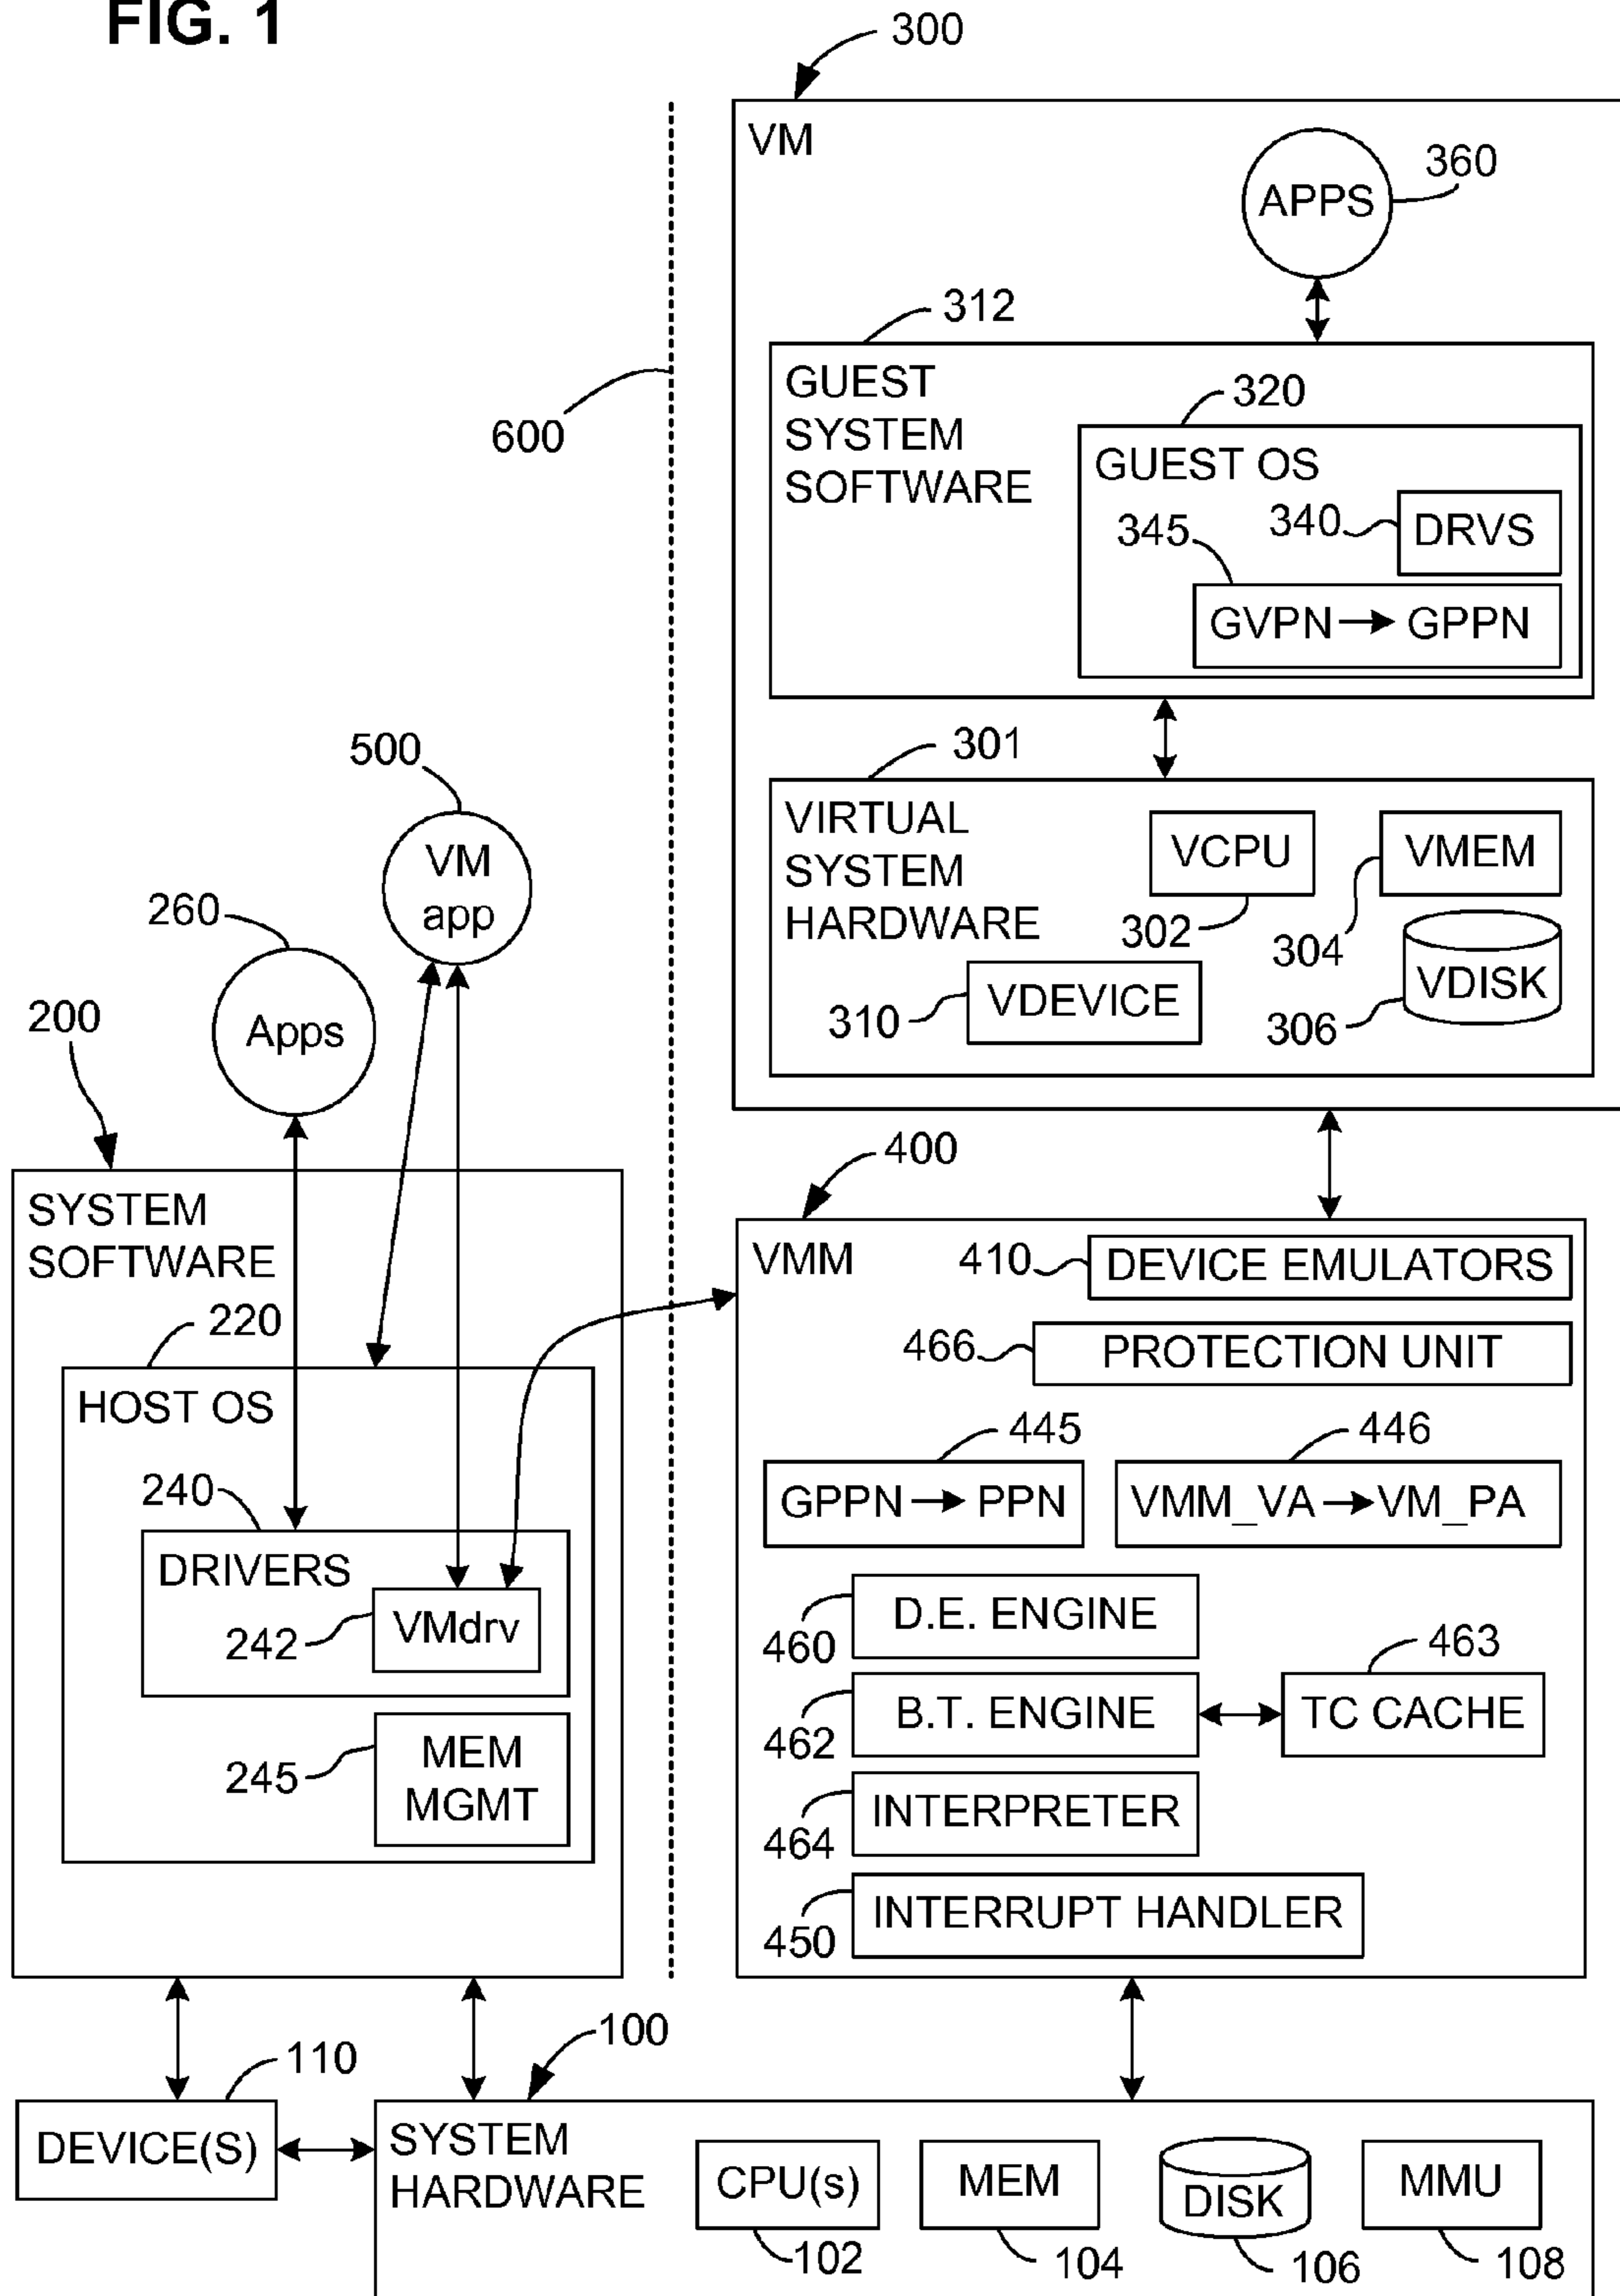 FIG. 1
300
VM
360
APPS
312
GUEST
SYSTEM
SOFTWARE
320
GUEST OS
340
DRVS
345
GVPN → GPPN
600
301
VIRTUAL
SYSTEM
HARDWARE
VCPU
302
VMEM
304
VDEVICE
310
VDISK
306
500
VM
app
260
Apps
200
SYSTEM
SOFTWARE
220
HOST OS
240
DRIVERS
242
VMdrv
245
MEM
MGMT
400
VMM
410
DEVICE EMULATORS
466
PROTECTION UNIT
445
GPPN → PPN
446
VMM_VA → VM_PA
460
D.E. ENGINE
462
B.T. ENGINE
463
TC CACHE
464
INTERPRETER
450
INTERRUPT HANDLER
110
DEVICE(S)
100
SYSTEM
HARDWARE
CPU(s)
102
MEM
104
DISK
106
MMU
108